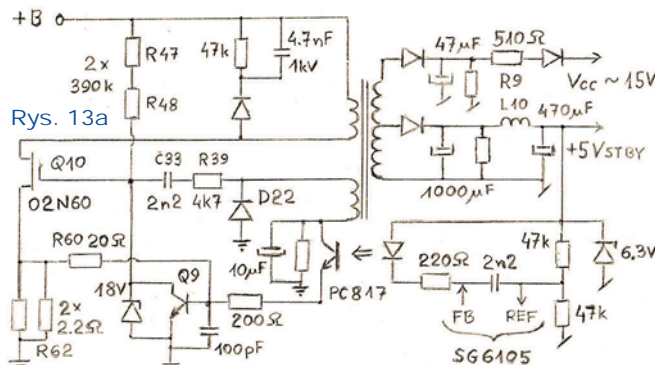 +B
R47
2x
390k
R48
47k
4.7nF
1kV
47µF
510Ω
R9
Vcc ~ 15V
L10
470µF
+5VSTBY
1000µF
Rys. 13a
Q10
02N60
C33
2n2
R39
4k7
D22
R60 20Ω
18V
Q9
10µF
PC817
200Ω
100pF
2x
2.2Ω
R62
220Ω
2n2
47k
6.3V
47k
FB
REF
SG6105